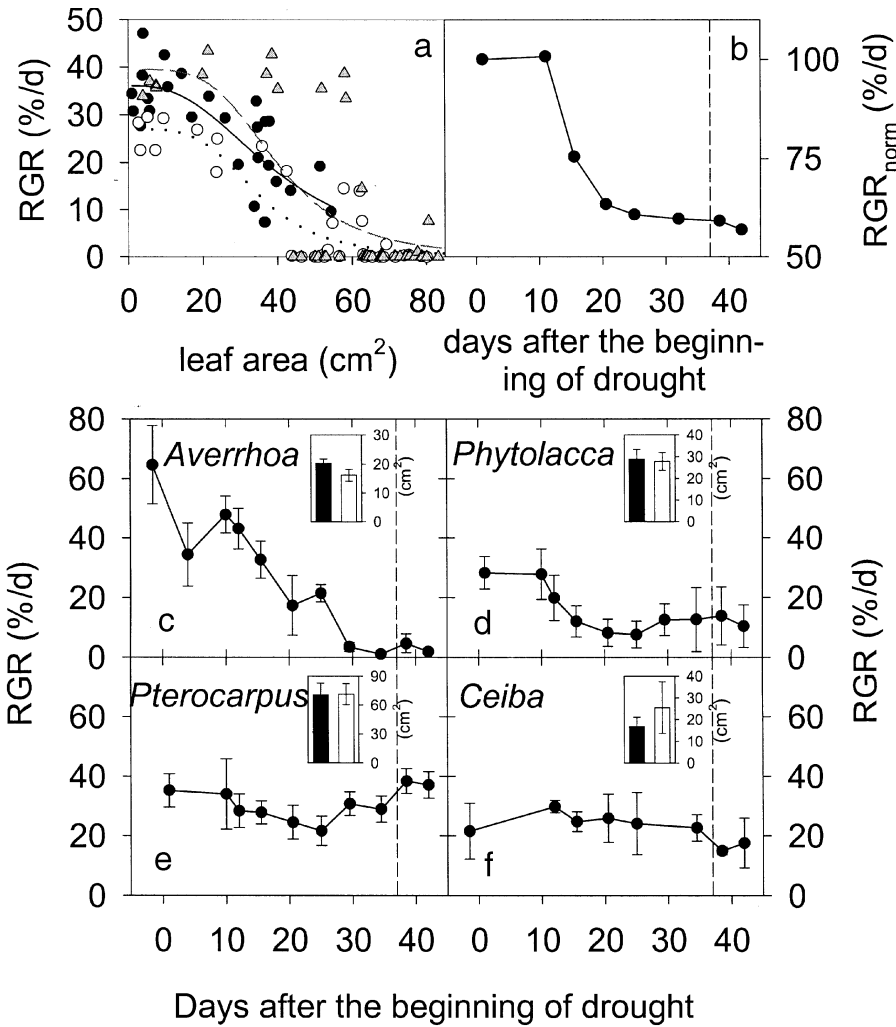 50
40
30
20
10
0
RGR (%/d)
a
0 20 40 60 80
leaf area (cm²)
b
100
75
50
RGRnorm (%/d)
0 10 20 30 40
days after the beginn-
ing of drought
80
60
40
20
0
Averrhoa
30
20
10
0
(cm²)
c
Phytolacca
40
30
20
10
0
(cm²)
d
80
60
40
20
0
RGR (%/d)
RGR (%/d)
60
40
20
0
Pterocarpus
90
60
30
0
(cm²)
e
Ceiba
40
30
20
10
0
(cm²)
f
60
40
20
0
0 10 20 30 40
0 10 20 30 40
Days after the beginning of drought